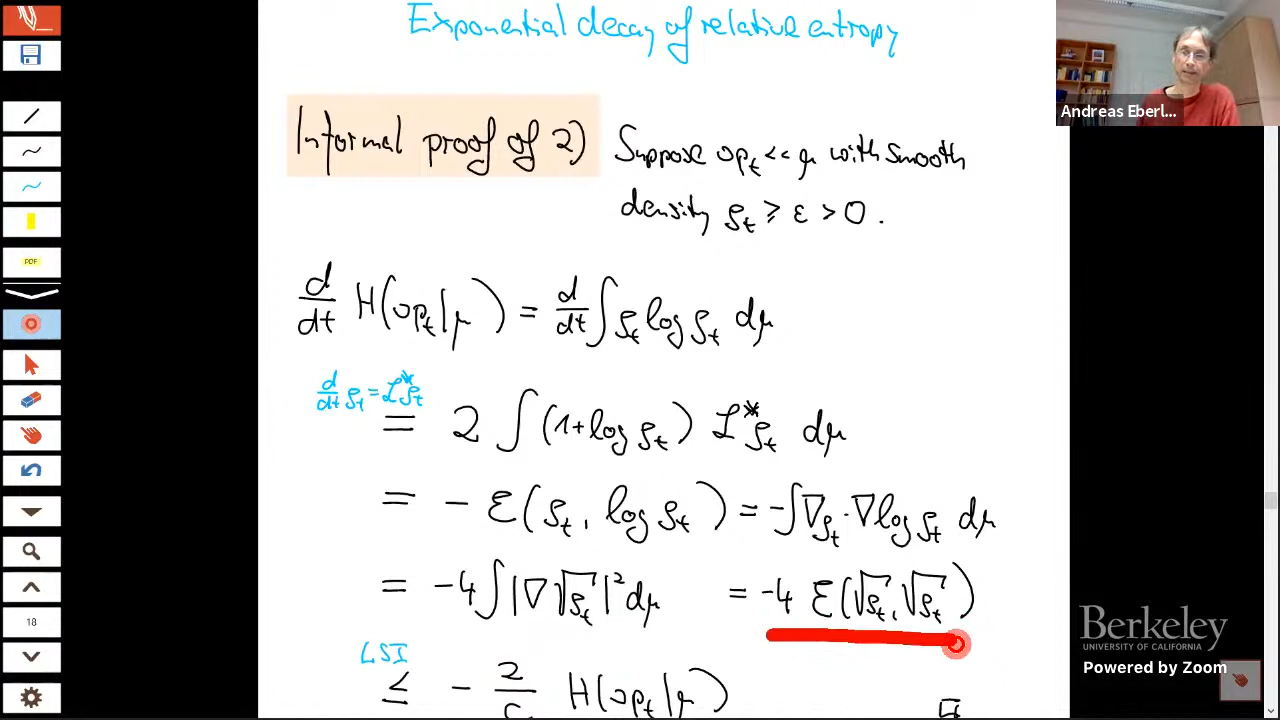 Exponential decay of relative entropy
Informal proof of 2)
Suppose νp_t << μ with smooth
density ρ_t ≥ ε > 0.
d/dt H(νp_t | μ) = d/dt ∫ ρ_t log ρ_t dμ
d/dt ρ_t = L* ρ_t
= 2 ∫ (1 + log ρ_t) L* ρ_t dμ
= - E(ρ_t, log ρ_t) = - ∫ ∇ρ_t · ∇ log ρ_t dμ
= -4 ∫ |∇ √ρ_t|² dμ = -4 E(√ρ_t, √ρ_t)
LSI
≤ - 2/C H(νp_t | μ)
Andreas Eberl...
PDF
18
Berkeley
UNIVERSITY OF CALIFORNIA
Powered by Zoom